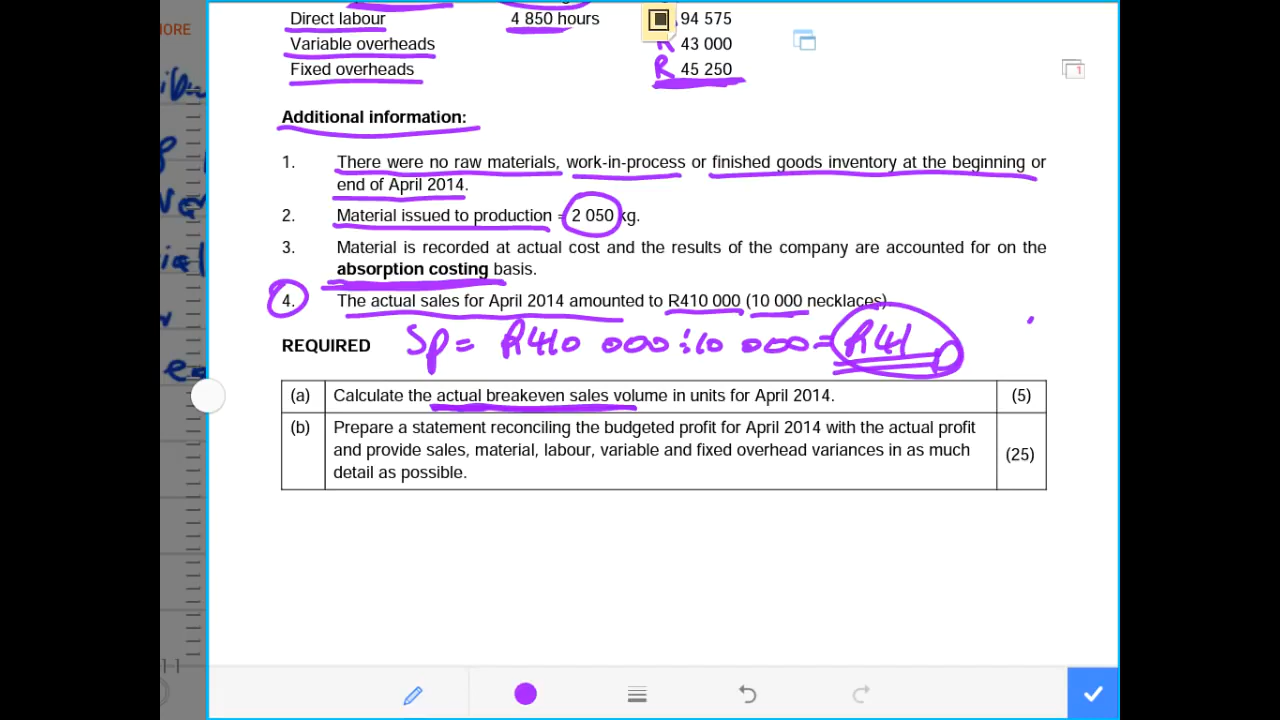 ORE
Direct labour 4 850 hours 94 575
Variable overheads R 43 000
Fixed overheads R 45 250
1
Additional information:
1. There were no raw materials, work-in-process or finished goods inventory at the beginning or
end of April 2014.
2. Material issued to production = 2 050 kg.
3. Material is recorded at actual cost and the results of the company are accounted for on the
absorption costing basis.
4. The actual sales for April 2014 amounted to R410 000 (10 000 necklaces)
Sp = R410 000 ÷ 10 000 = R41
REQUIRED
(a) Calculate the actual breakeven sales volume in units for April 2014. (5)
(b) Prepare a statement reconciling the budgeted profit for April 2014 with the actual profit
and provide sales, material, labour, variable and fixed overhead variances in as much (25)
detail as possible.